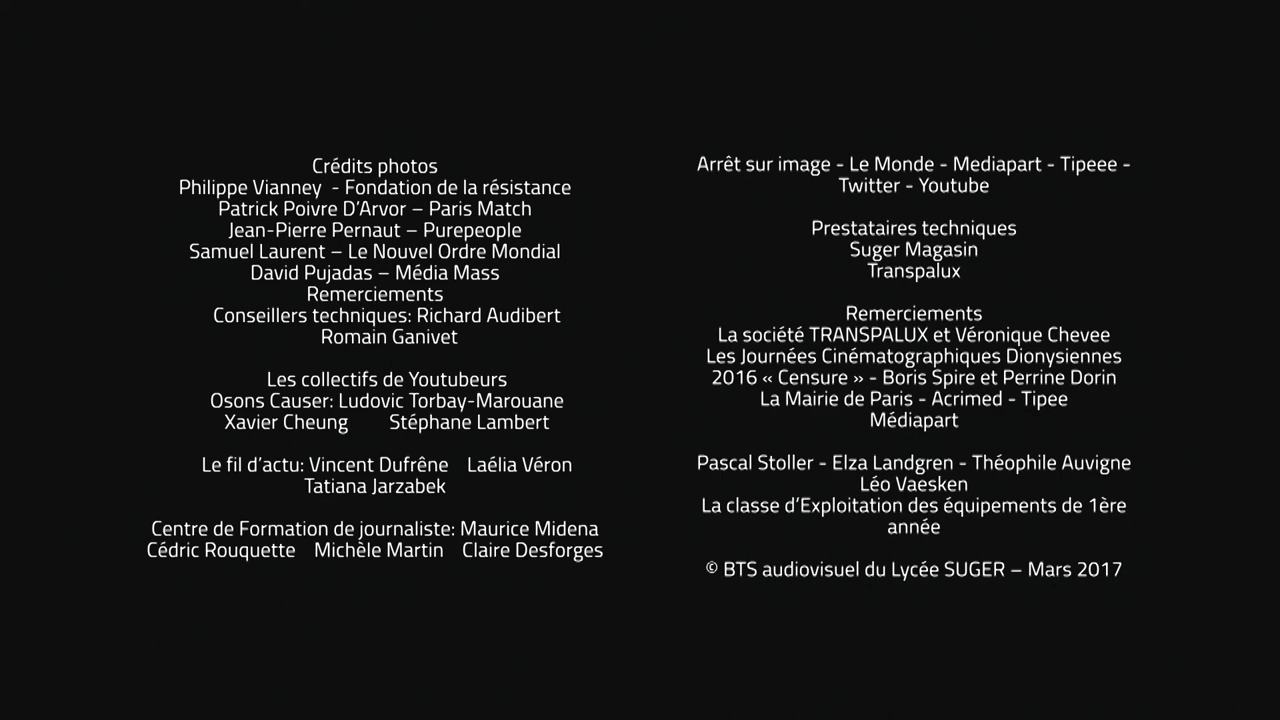 Crédits photos
Philippe Vianney - Fondation de la résistance
Patrick Poivre D'Arvor – Paris Match
Jean-Pierre Pernaut – Purepeople
Samuel Laurent – Le Nouvel Ordre Mondial
David Pujadas – Média Mass
Remerciements
Conseillers techniques: Richard Audibert
Romain Ganivet
Les collectifs de Youtubeurs
Osons Causer: Ludovic Torbay-Marouane
Xavier Cheung Stéphane Lambert
Le fil d'actu: Vincent Dufrêne Laélia Véron
Tatiana Jarzabek
Centre de Formation de journaliste: Maurice Midena
Cédric Rouquette Michèle Martin Claire Desforges
Arrêt sur image - Le Monde - Mediapart - Tipeee -
Twitter - Youtube
Prestataires techniques
Suger Magasin
Transpalux
Remerciements
La société TRANSPALUX et Véronique Chevee
Les Journées Cinématographiques Dionysiennes
2016 « Censure » - Boris Spire et Perrine Dorin
La Mairie de Paris - Acrimed - Tipee
Médiapart
Pascal Stoller - Elza Landgren - Théophile Auvigne
Léo Vaesken
La classe d'Exploitation des équipements de 1ère
année
© BTS audiovisuel du Lycée SUGER – Mars 2017